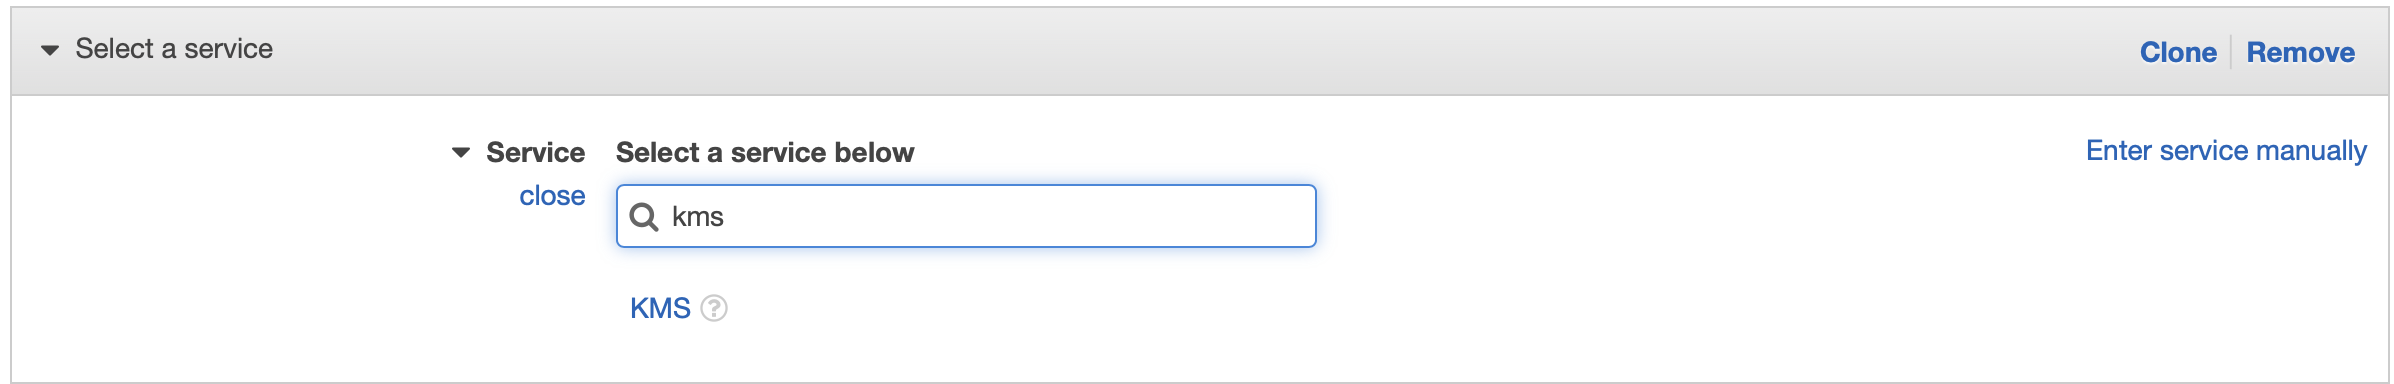 Select a service
Clone Remove
Service Select a service below Enter service manually
close
kms
KMS ?